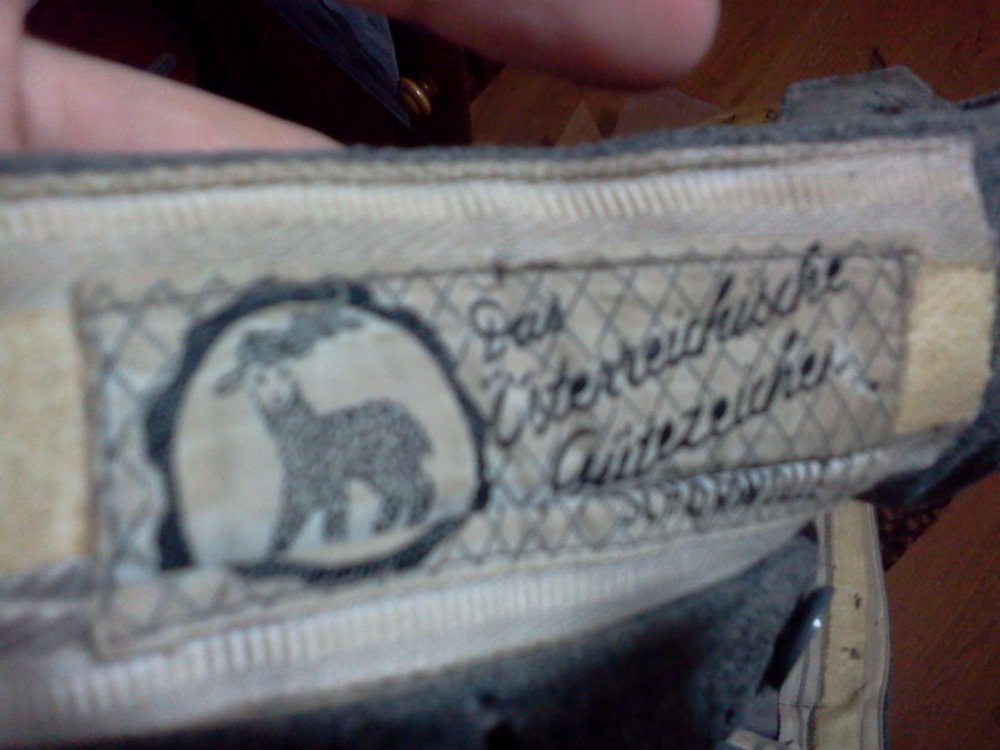 Das
Österreichische
Gütezeichen